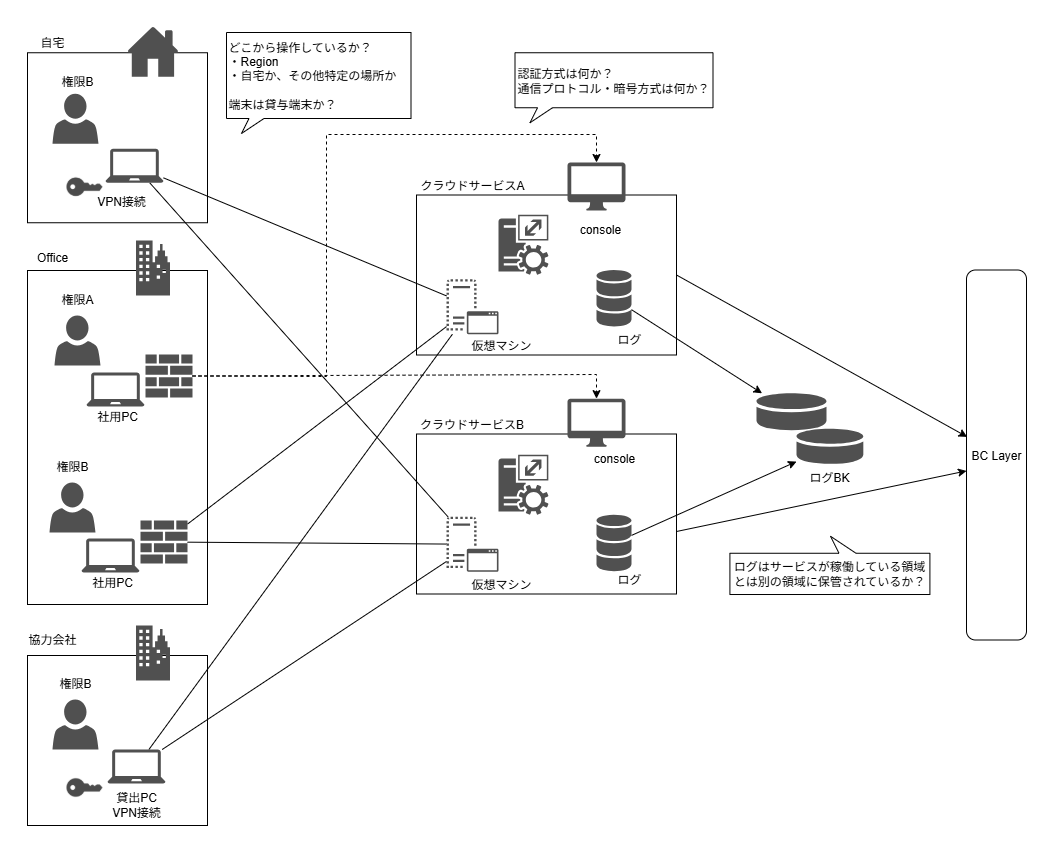 自宅
権限B
VPN接続
どこから操作しているか？
・Region
・自宅か、その他特定の場所か
端末は貸与端末か？
認証方式は何か？
通信プロトコル・暗号方式は何か？
Office
権限A
社用PC
権限B
社用PC
協力会社
権限B
貸出PC
VPN接続
クラウドサービスA
console
仮想マシン
ログ
クラウドサービスB
console
仮想マシン
ログ
ログBK
ログはサービスが稼働している領域
とは別の領域に保管されているか？
BC Layer